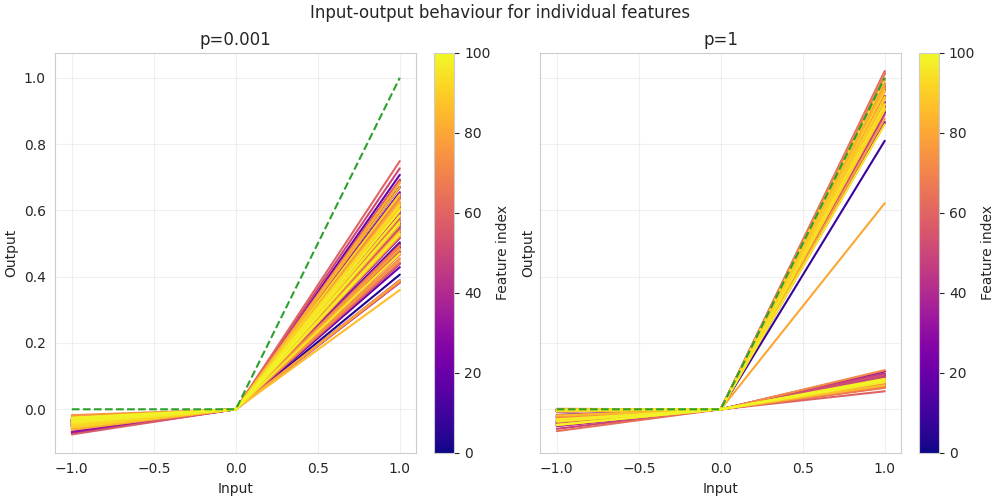 Input-output behaviour for individual features
p=0.001
Output
1.0
0.8
0.6
0.4
0.2
0.0
−1.0 −0.5 0.0 0.5 1.0
Input
100
80
60
40
20
0
Feature index
p=1
Output
−1.0 −0.5 0.0 0.5 1.0
Input
100
80
60
40
20
0
Feature index